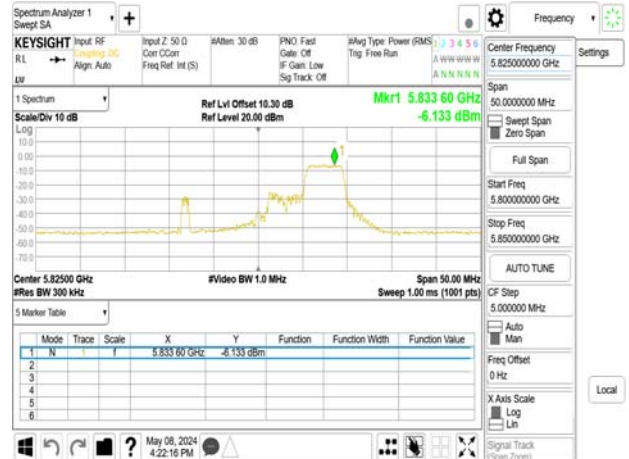 Spectrum Analyzer 1
Swept SA
+
Frequency
KEYSIGHT
RL
Input: RF
Coupling: DC
Align: Auto
Input Z: 50 Ω
Corr CCorr
Freq Ref: Int (S)
#Atten: 30 dB
PNO: Fast
Gate: Off
IF Gain: Low
Sig Track: Off
#Avg Type: Power (RMS
Trig: Free Run
1 2 3 4 5 6
A W W W W W
A N N N N N
Center Frequency
5.825000000 GHz
Settings
Span
50.0000000 MHz
Swept Span
Zero Span
Full Span
Start Freq
5.800000000 GHz
Stop Freq
5.850000000 GHz
AUTO TUNE
CF Step
5.000000 MHz
Auto
Man
Freq Offset
0 Hz
X Axis Scale
Log
Lin
Signal Track
(Span Zoom)
Local
1 Spectrum
Scale/Div 10 dB
Ref Lvl Offset 10.30 dB
Ref Level 20.00 dBm
Mkr1 5.833 60 GHz
-6.133 dBm
Log
10.0
0.00
-10.0
-20.0
-30.0
-40.0
-50.0
-60.0
-70.0
1
Center 5.82500 GHz
#Res BW 300 kHz
#Video BW 1.0 MHz
Span 50.00 MHz
Sweep 1.00 ms (1001 pts)
5 Marker Table
Mode Trace Scale X Y Function Function Width Function Value
1 N 1 f 5.833 60 GHz -6.133 dBm
2
3
4
5
6
?
May 08, 2024
4:22:16 PM